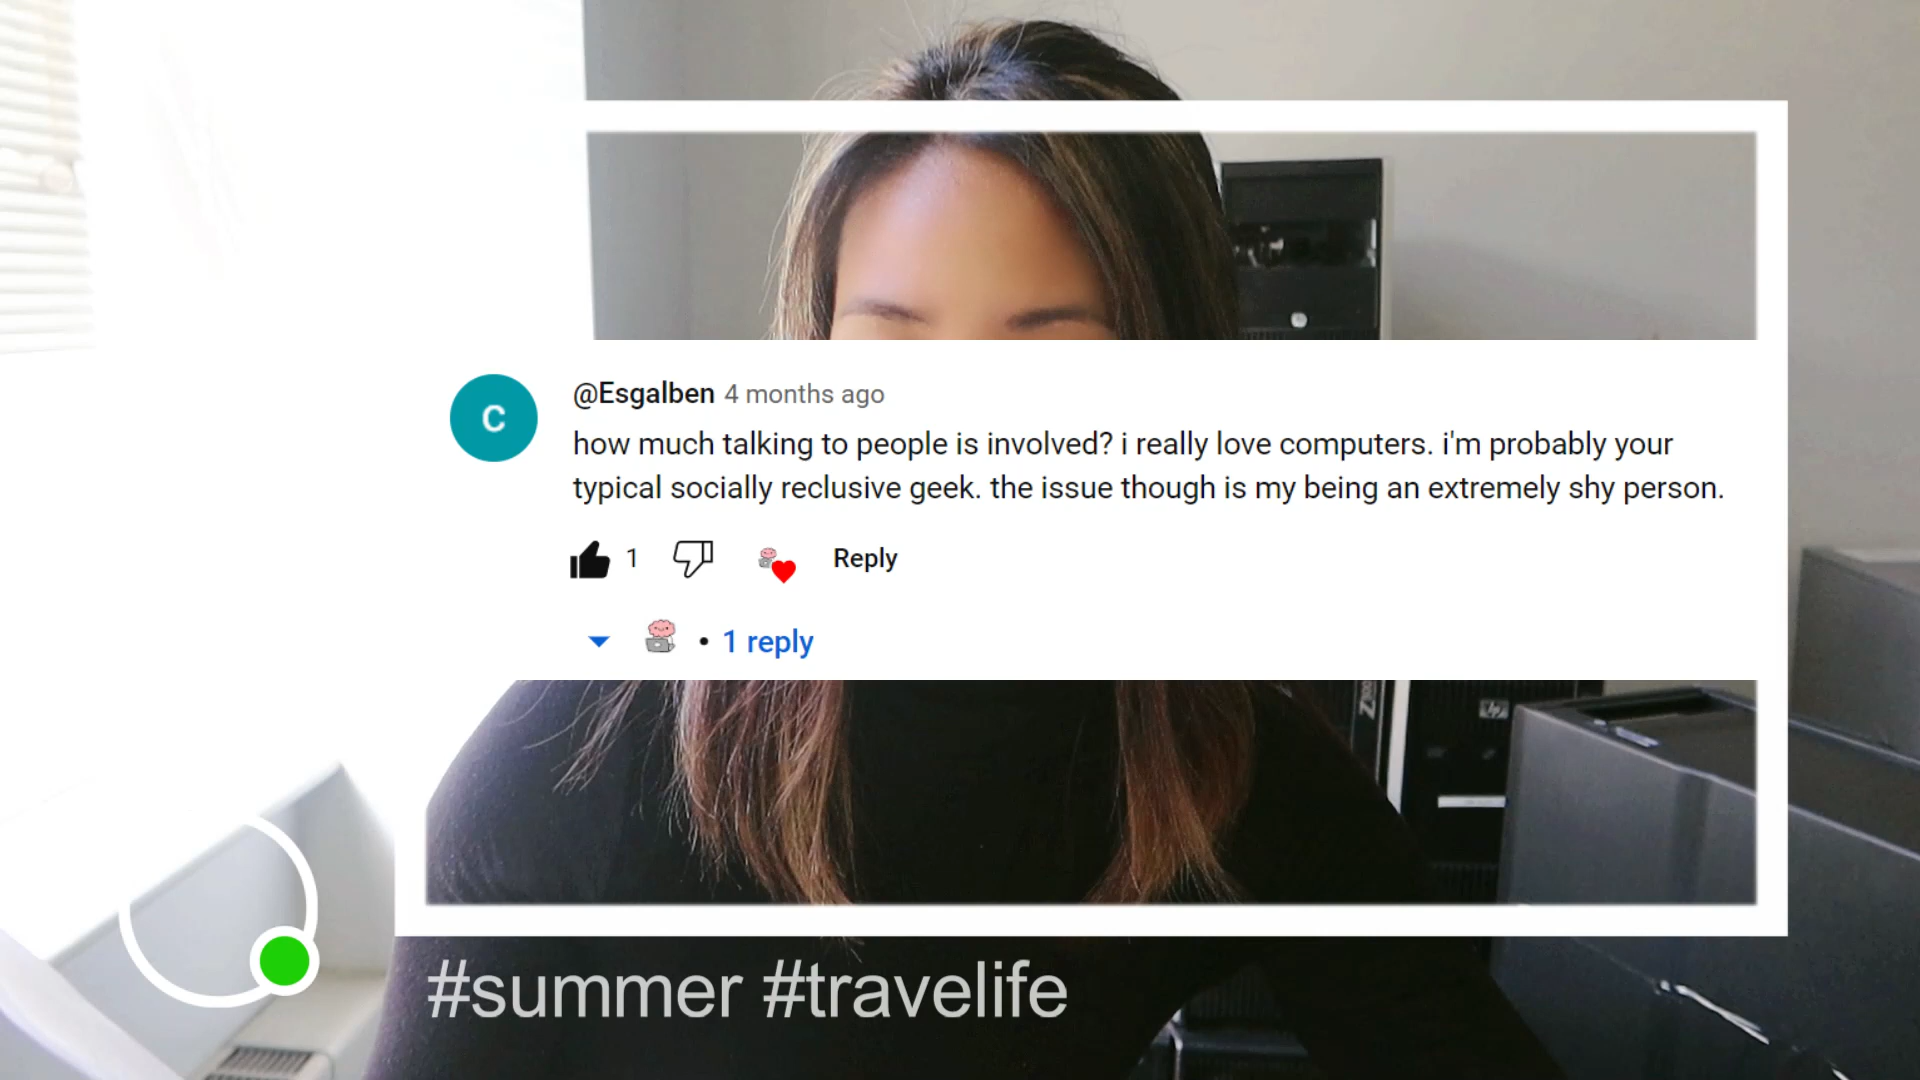 C
@Esgalben 4 months ago
how much talking to people is involved? i really love computers. i'm probably your
typical socially reclusive geek. the issue though is my being an extremely shy person.
1
Reply
• 1 reply
hp
#summer #travelife